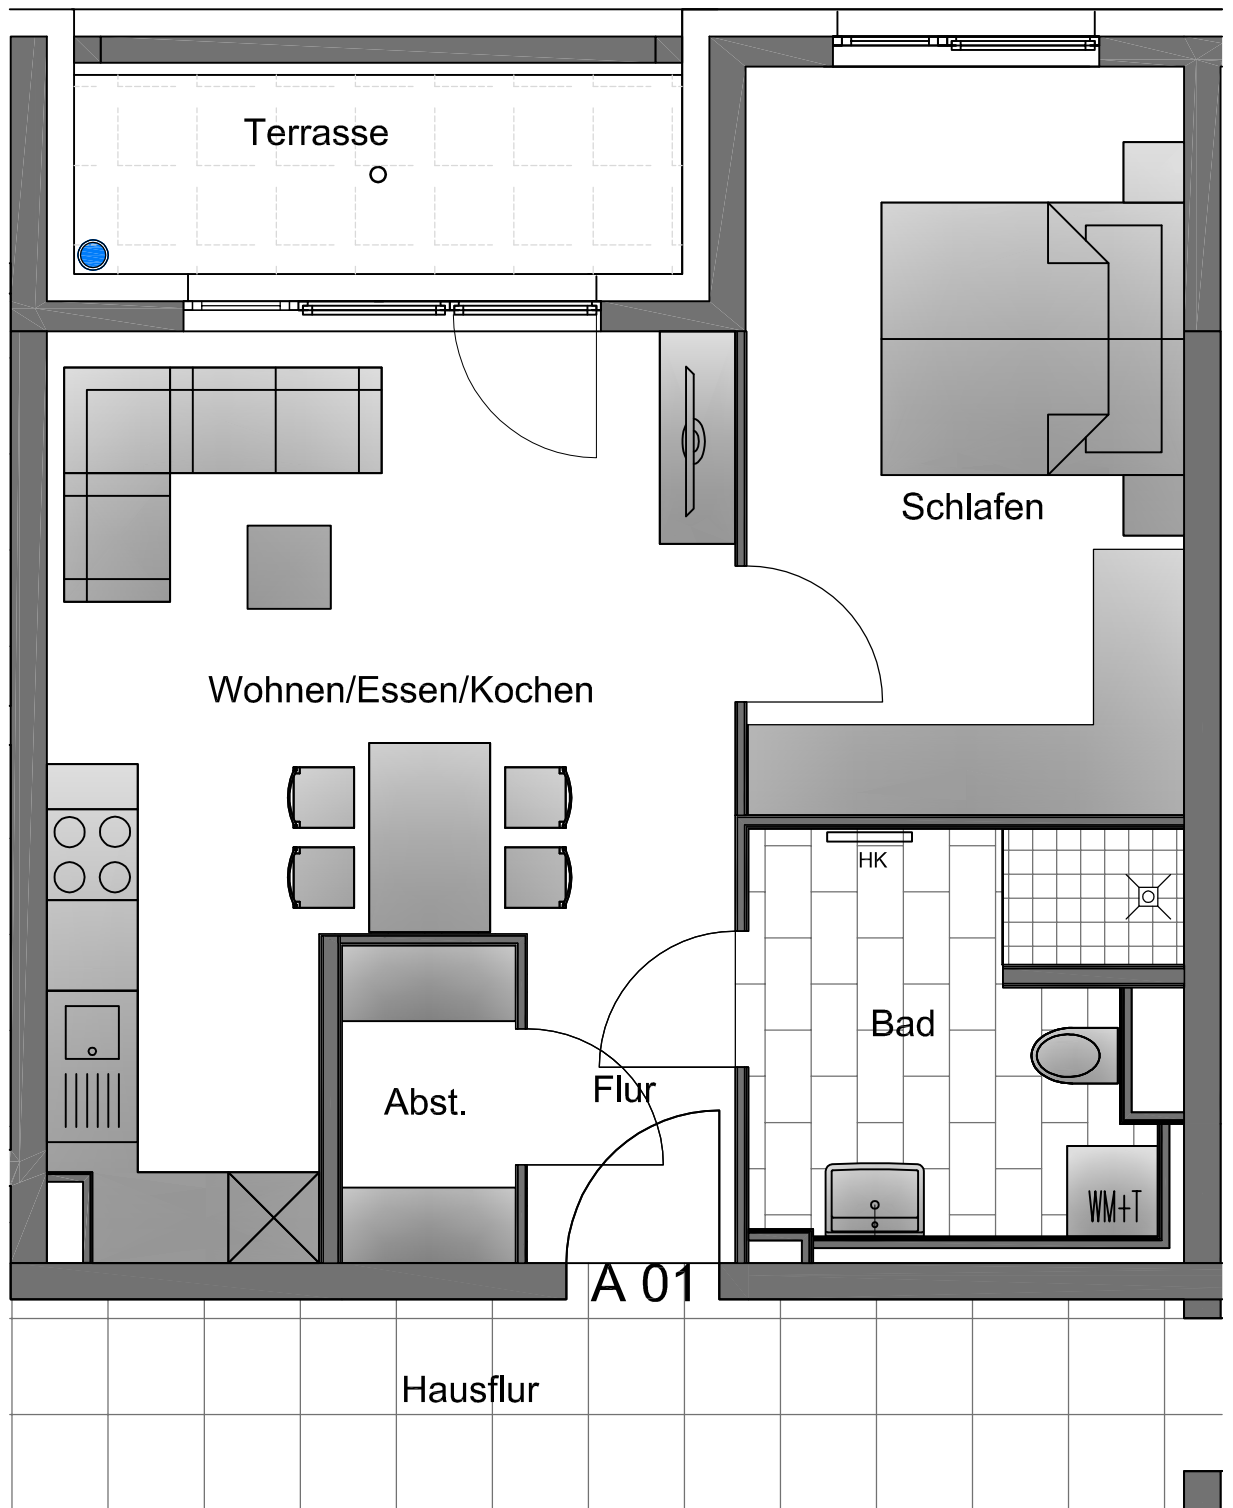 Terrasse
Schlafen
Wohnen/Essen/Kochen
HK
Bad
Flur
Abst.
WM+T
A 01
Hausflur